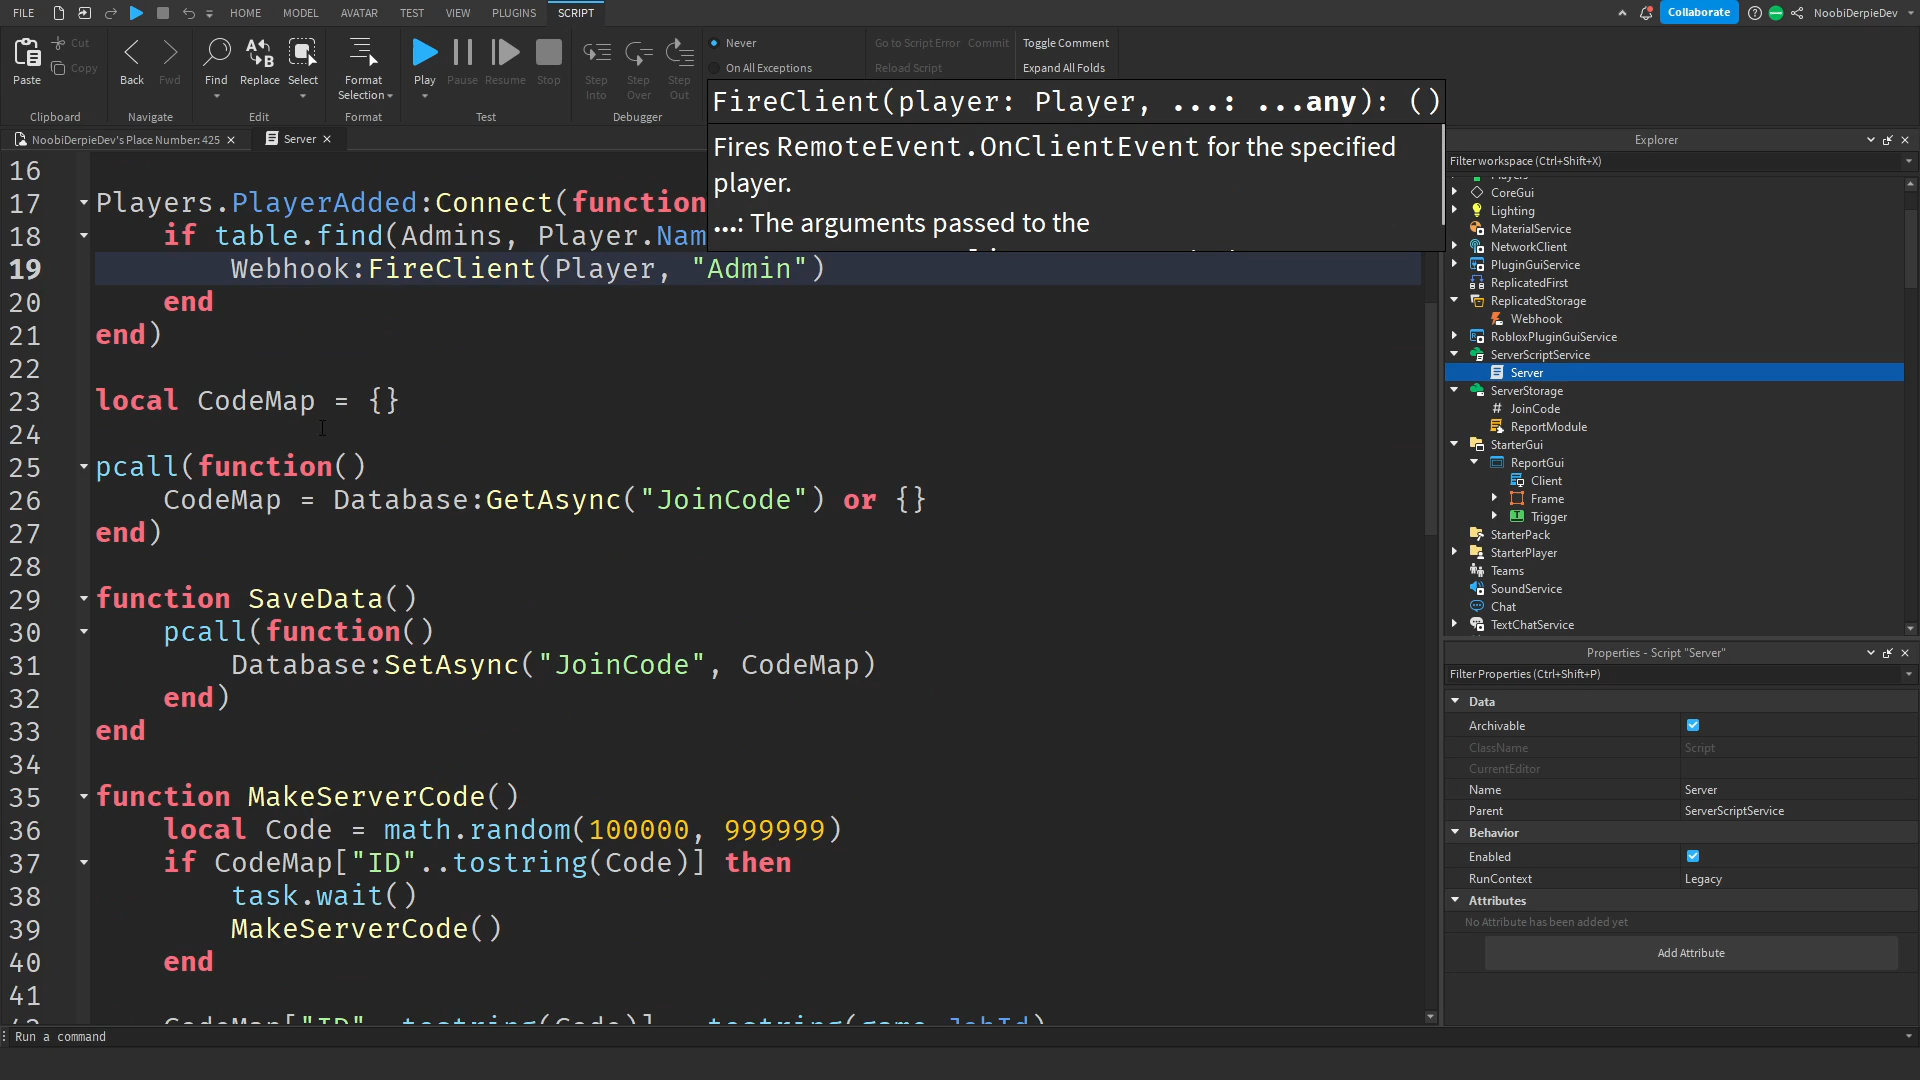 FILE HOME MODEL AVATAR TEST VIEW PLUGINS SCRIPT Collaborate NoobiDerpieDev
Paste Cut Copy Back Fwd Find Replace Select Format Selection Play Pause Resume Stop Step Into Step Over Step Out Never On All Exceptions Go to Script Error Commit Reload Script Toggle Comment Expand All Folds
Clipboard Navigate Edit Format Test Debugger
NoobiDerpieDev's Place Number: 425 Server
FireClient(player: Player, ...: ...any): ()
Fires RemoteEvent.OnClientEvent for the specified
player.
...: The arguments passed to the
16
17 Players.PlayerAdded:Connect(function
18 if table.find(Admins, Player.Nam
19 Webhook:FireClient(Player, "Admin")
20 end
21 end)
22
23 local CodeMap = {}
24
25 pcall(function()
26 CodeMap = Database:GetAsync("JoinCode") or {}
27 end)
28
29 function SaveData()
30 pcall(function()
31 Database:SetAsync("JoinCode", CodeMap)
32 end)
33 end
34
35 function MakeServerCode()
36 local Code = math.random(100000, 999999)
37 if CodeMap["ID"..tostring(Code)] then
38 task.wait()
39 MakeServerCode()
40 end
41
Run a command
Explorer
Filter workspace (Ctrl+Shift+X)
Players
CoreGui
Lighting
MaterialService
NetworkClient
PluginGuiService
ReplicatedFirst
ReplicatedStorage
Webhook
RobloxPluginGuiService
ServerScriptService
Server
ServerStorage
JoinCode
ReportModule
StarterGui
ReportGui
Client
Frame
Trigger
StarterPack
StarterPlayer
Teams
SoundService
Chat
TextChatService
Properties - Script "Server"
Filter Properties (Ctrl+Shift+P)
Data
Archivable
ClassName Script
CurrentEditor
Name Server
Parent ServerScriptService
Behavior
Enabled
RunContext Legacy
Attributes
No Attribute has been added yet
Add Attribute